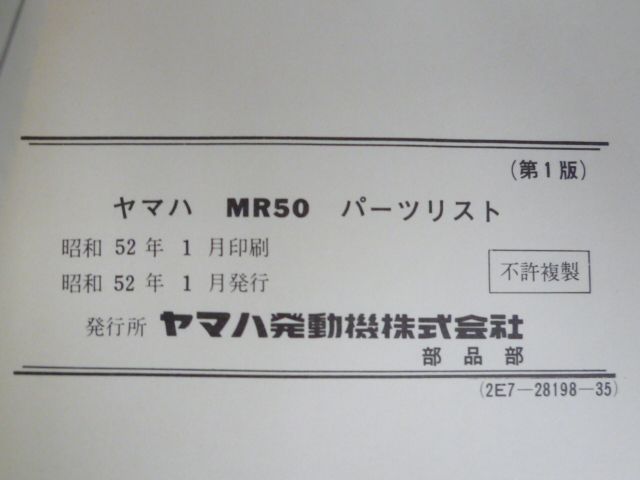 （第1版）
ヤマハ MR50 パーツリスト
昭和 52 年 1 月印刷
昭和 52 年 1 月発行
不許複製
発行所 ヤマハ発動機株式会社
部品部
(2E7-28198-35)